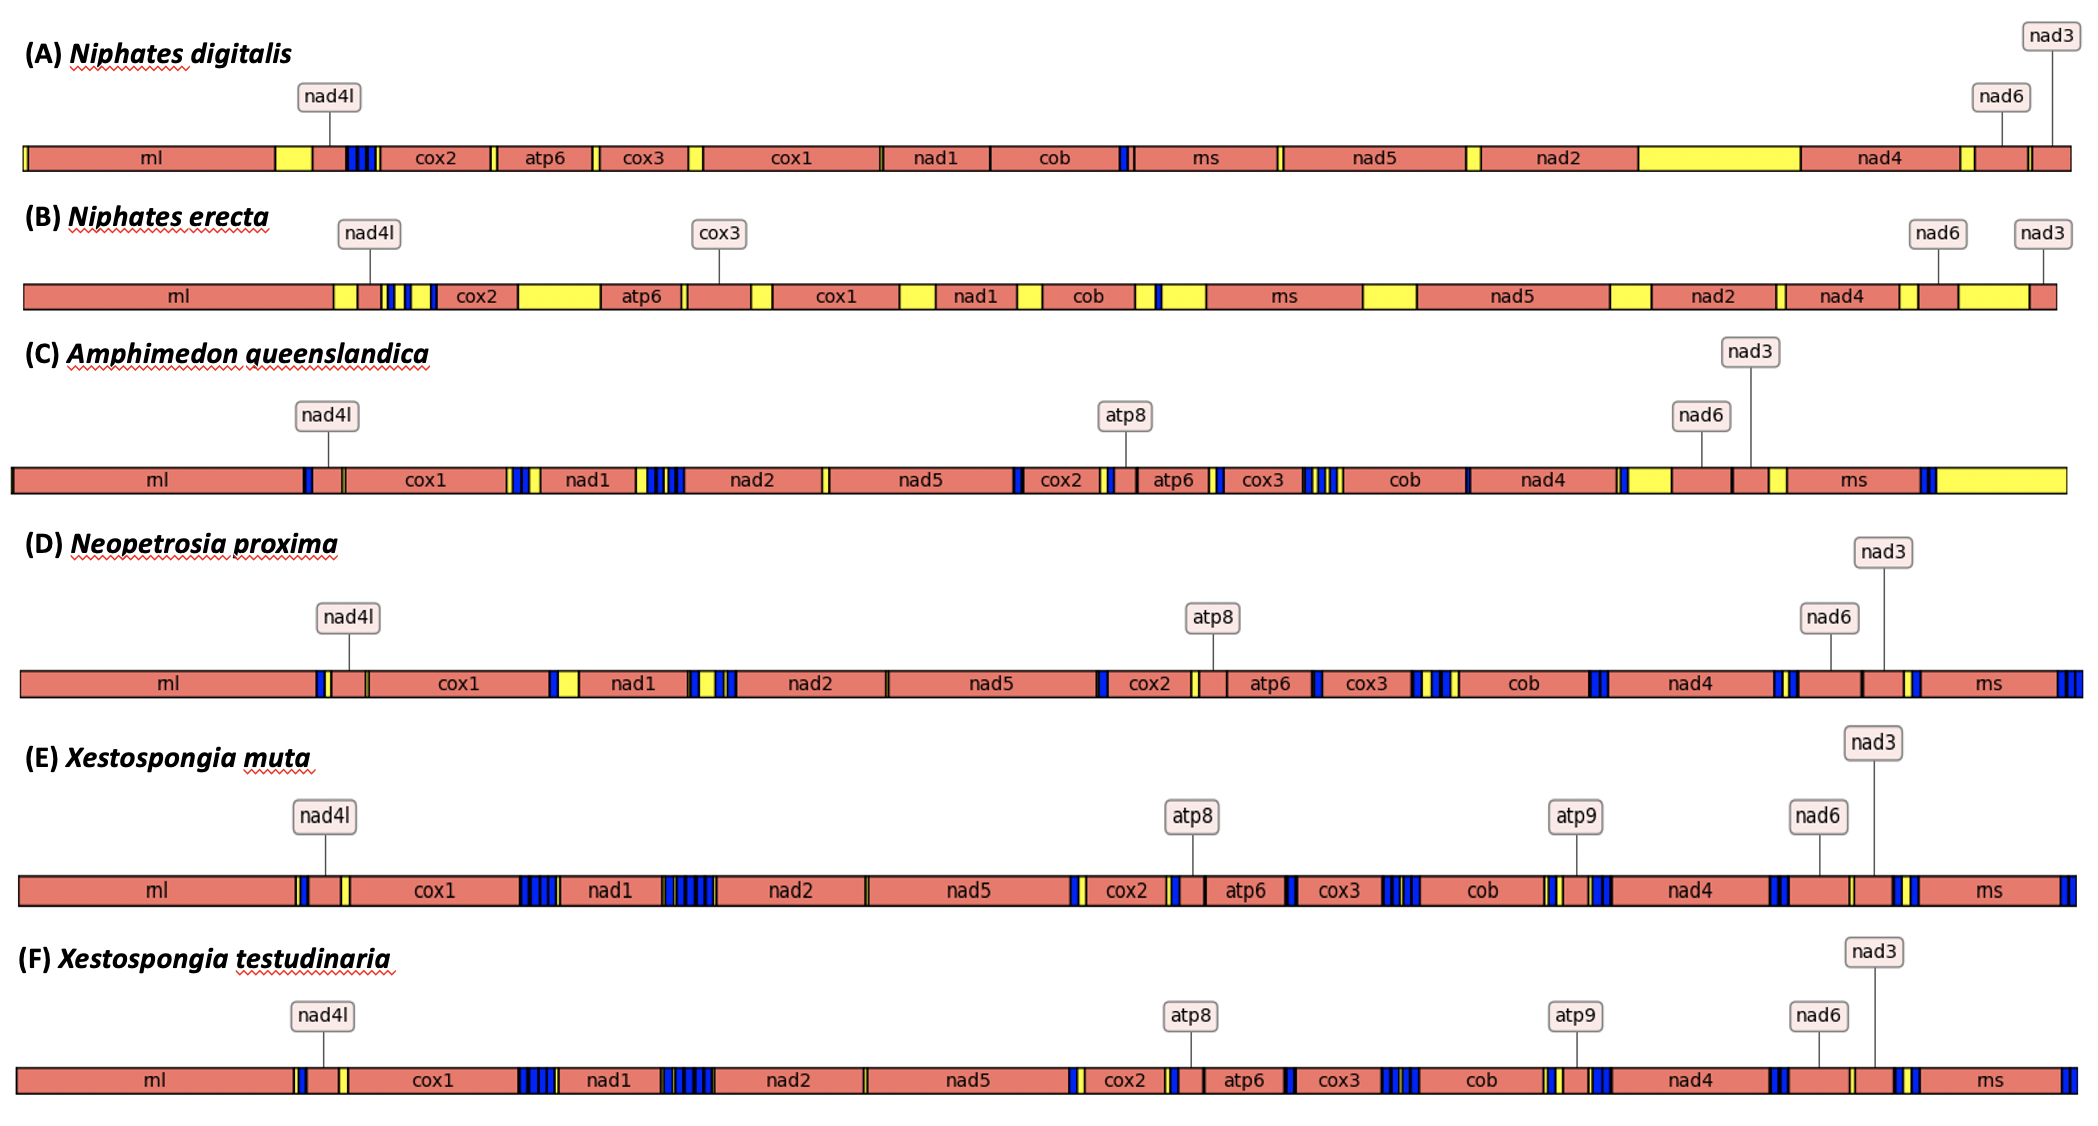 (A) Niphates digitalis
nad3
nad4l
nad6
rnl cox2 atp6 cox3 cox1 nad1 cob rns nad5 nad2 nad4
(B) Niphates erecta
nad4l cox3 nad6 nad3
rnl cox2 atp6 cox1 nad1 cob rns nad5 nad2 nad4
(C) Amphimedon queenslandica
nad3
nad4l atp8 nad6
rnl cox1 nad1 nad2 nad5 cox2 atp6 cox3 cob nad4 rns
(D) Neopetrosia proxima
nad3
nad4l atp8 nad6
rnl cox1 nad1 nad2 nad5 cox2 atp6 cox3 cob nad4 rns
(E) Xestospongia muta
nad3
nad4l atp8 atp9 nad6
rnl cox1 nad1 nad2 nad5 cox2 atp6 cox3 cob nad4 rns
(F) Xestospongia testudinaria
nad3
nad4l atp8 atp9 nad6
rnl cox1 nad1 nad2 nad5 cox2 atp6 cox3 cob nad4 rns